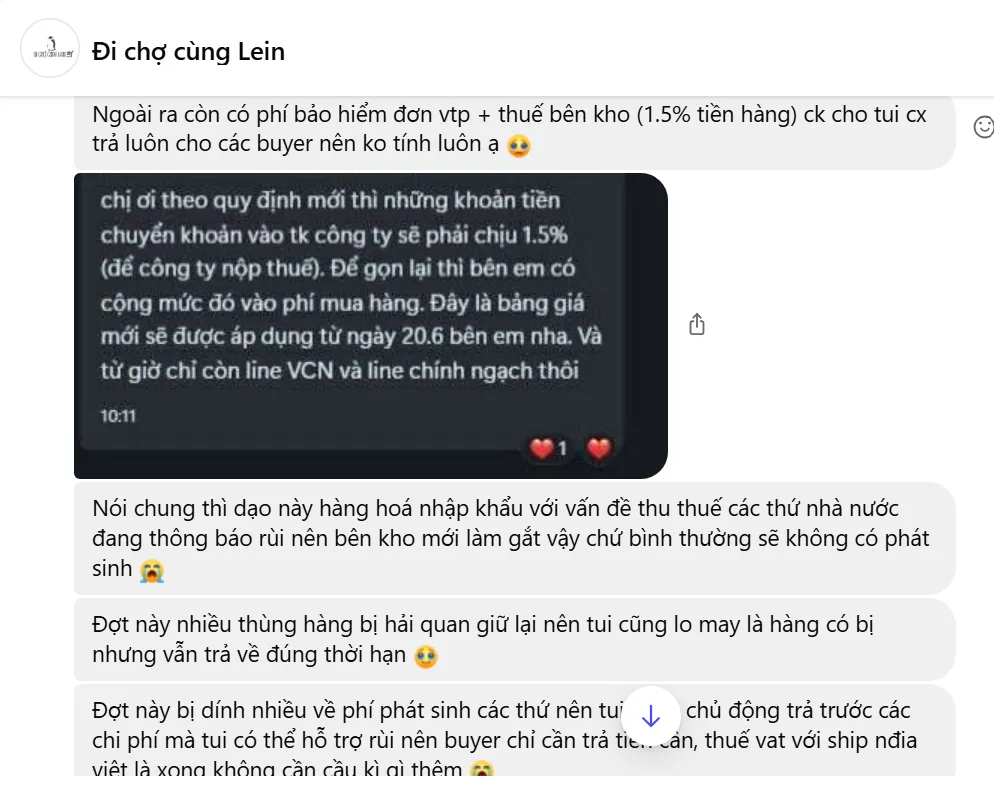 Đi chợ cùng Lein
Ngoài ra còn có phí bảo hiểm đơn vtp + thuế bên kho (1.5% tiền hàng) ck cho tui cx
trả luôn cho các buyer nên ko tính luôn ạ 🥹
chị ơi theo quy định mới thì những khoản tiền
chuyển khoản vào tk công ty sẽ phải chịu 1.5%
(để công ty nộp thuế). Để gọn lại thì bên em có
cộng mức đó vào phí mua hàng. Đây là bảng giá
mới sẽ được áp dụng từ ngày 20.6 bên em nha. Và
từ giờ chỉ còn line VCN và line chính ngạch thôi
10:11
❤️ 1 ❤️
Nói chung thì dạo này hàng hoá nhập khẩu với vấn đề thu thuế các thứ nhà nước
đang thông báo rùi nên bên kho mới làm gắt vậy chứ bình thường sẽ không có phát
sinh 😭
Đợt này nhiều thùng hàng bị hải quan giữ lại nên tui cũng lo may là hàng có bị
nhưng vẫn trả về đúng thời hạn 🥹
Đợt này bị dính nhiều về phí phát sinh các thứ nên tui chủ động trả trước các
chi phí mà tui có thể hỗ trợ rùi nên buyer chỉ cần trả tiền cân, thuế vat với ship nđia
việt là xong không cần cầu kì gì thêm 😭